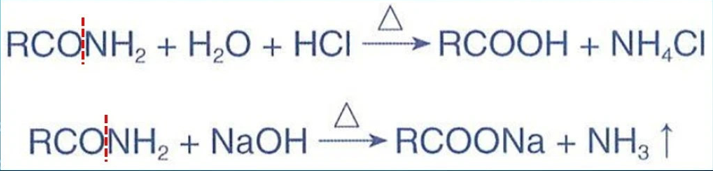 RCONH₂ + H₂O + HCl —△→ RCOOH + NH₄Cl
RCONH₂ + NaOH —△→ RCOONa + NH₃ ↑